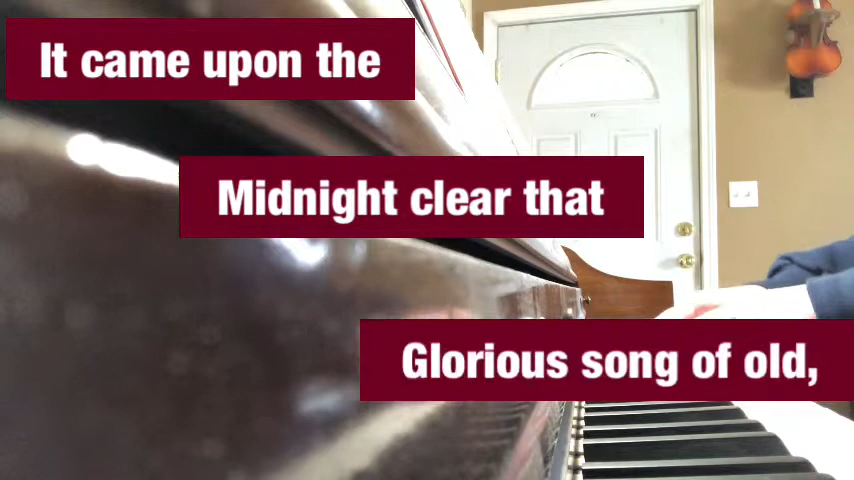 It came upon the
Midnight clear that
Glorious song of old,